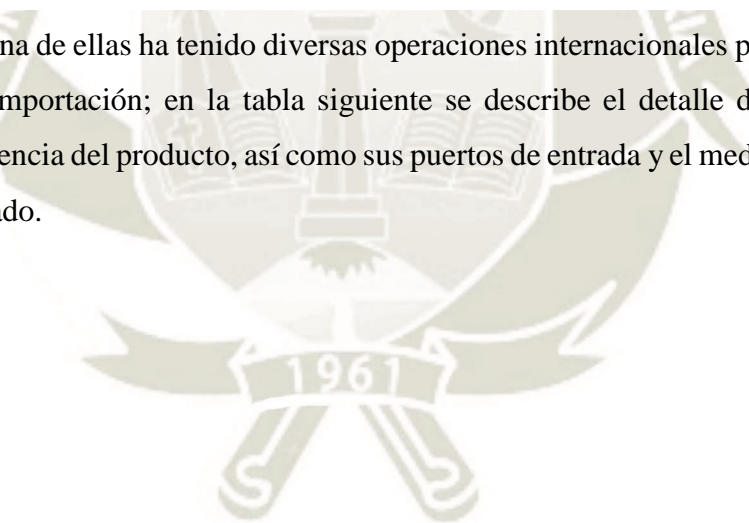 na de ellas ha tenido diversas operaciones internacionales p
mportación; en la tabla siguiente se describe el detalle d
encia del producto, así como sus puertos de entrada y el med
do.
1961